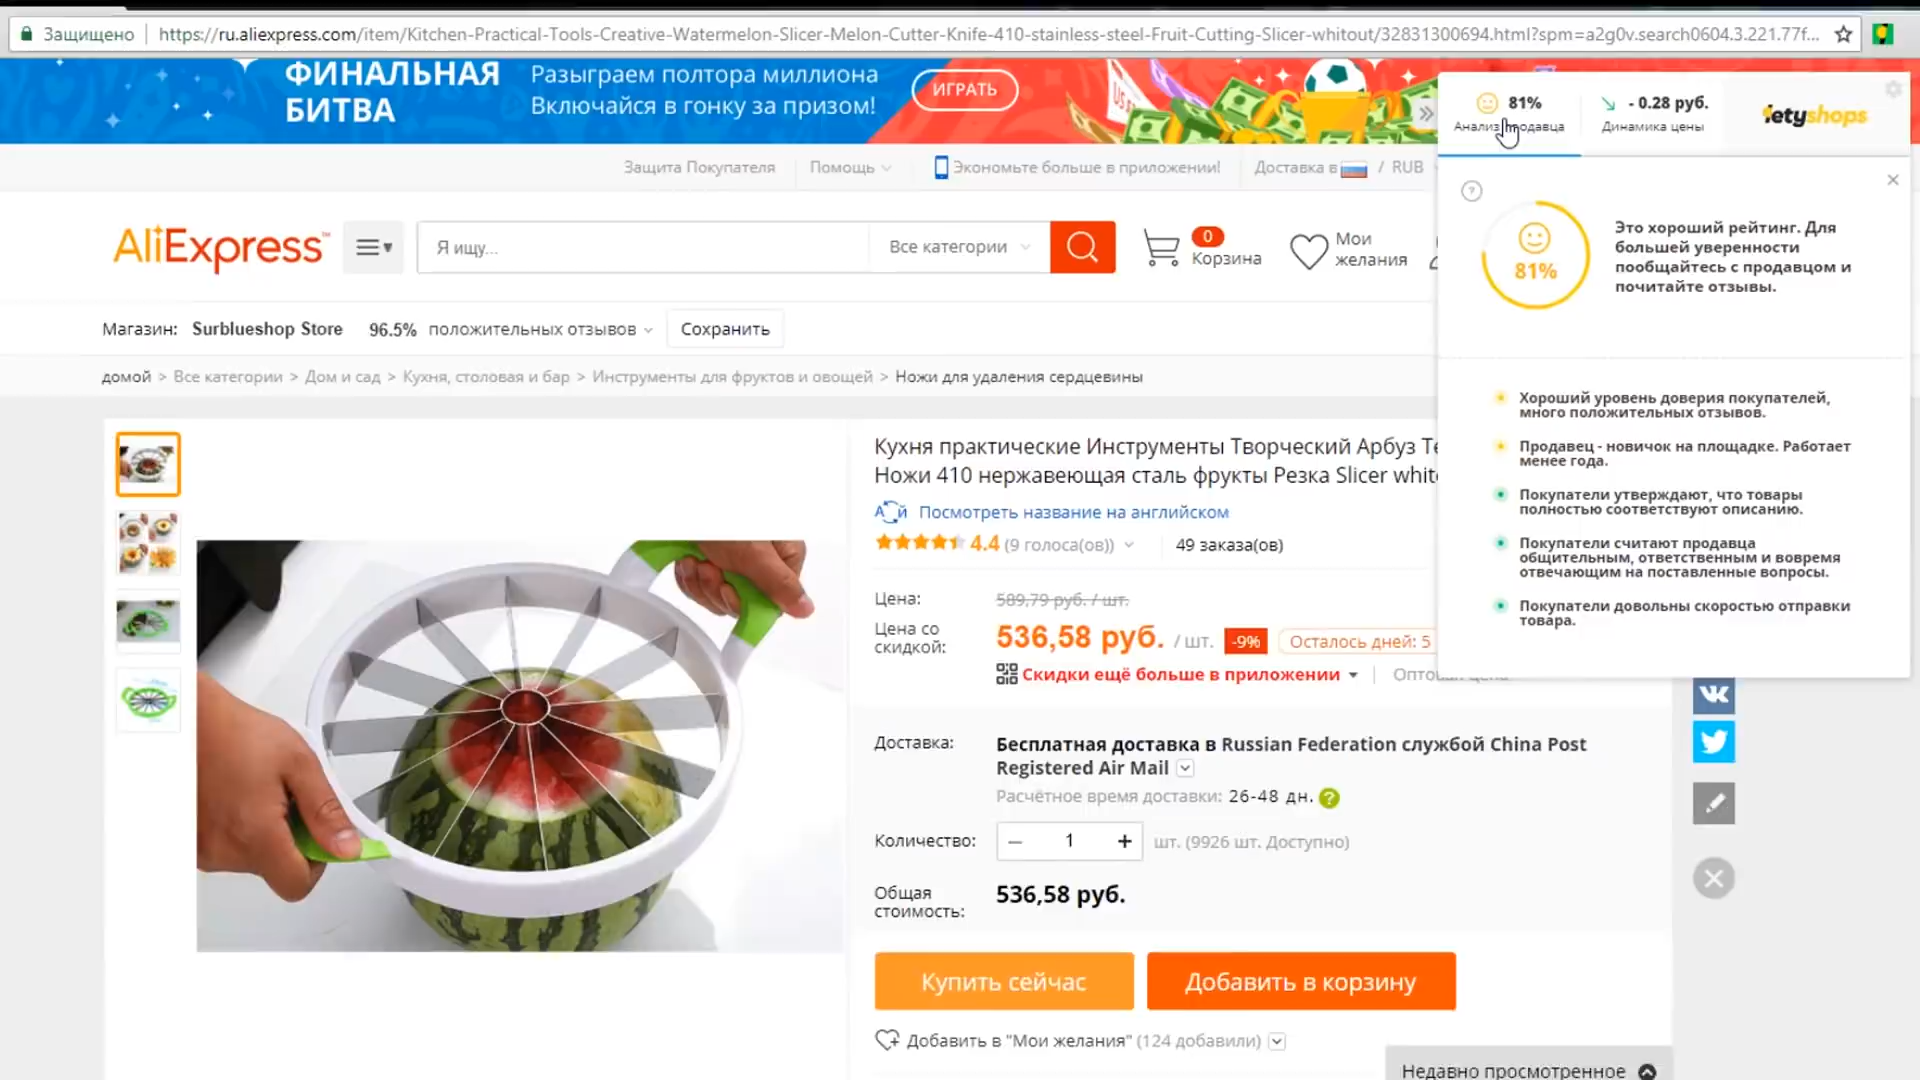 Защищено
https://ru.aliexpress.com/item/Kitchen-Practical-Tools-Creative-Watermelon-Slicer-Melon-Cutter-Knife-410-stainless-steel-Fruit-Cutting-Slicer-whitout/32831300694.html?spm=a2g0v.search0604.3.221.77f...
ФИНАЛЬНАЯ
БИТВА
Разыграем полтора миллиона
Включайся в гонку за призом!
ИГРАТЬ
81%
Анализ продавца
- 0.28 руб.
Динамика цены
letyshops
Защита Покупателя
Помощь
Экономьте больше в приложении!
Доставка в / RUB
AliExpress™
Я ищу...
Все категории
0
Корзина
Мои
желания
81%
Это хороший рейтинг. Для
большей уверенности
пообщайтесь с продавцом и
почитайте отзывы.
Магазин: Surblueshop Store 96.5% положительных отзывов
Сохранить
домой > Все категории > Дом и сад > Кухня, столовая и бар > Инструменты для фруктов и овощей > Ножи для удаления сердцевины
Хороший уровень доверия покупателей,
много положительных отзывов.
Продавец - новичок на площадке. Работает
менее года.
Покупатели утверждают, что товары
полностью соответствуют описанию.
Покупатели считают продавца
общительным, ответственным и вовремя
отвечающим на поставленные вопросы.
Покупатели довольны скоростью отправки
товара.
Кухня практические Инструменты Творческий Арбуз
Ножи 410 нержавеющая сталь фрукты Резка Slicer
Посмотреть название на английском
4.4 (9 голоса(ов)) 49 заказа(ов)
Цена: 589,79 руб. / шт.
Цена со
скидкой: 536,58 руб. / шт. -9% Осталось дней: 5
Скидки ещё больше в приложении
Оптовая цена
Доставка: Бесплатная доставка в Russian Federation службой China Post
Registered Air Mail
Расчётное время доставки: 26-48 дн. ?
Количество: – 1 + шт. (9926 шт. Доступно)
Общая
стоимость: 536,58 руб.
Купить сейчас
Добавить в корзину
Добавить в "Мои желания" (124 добавили)
Недавно просмотренное